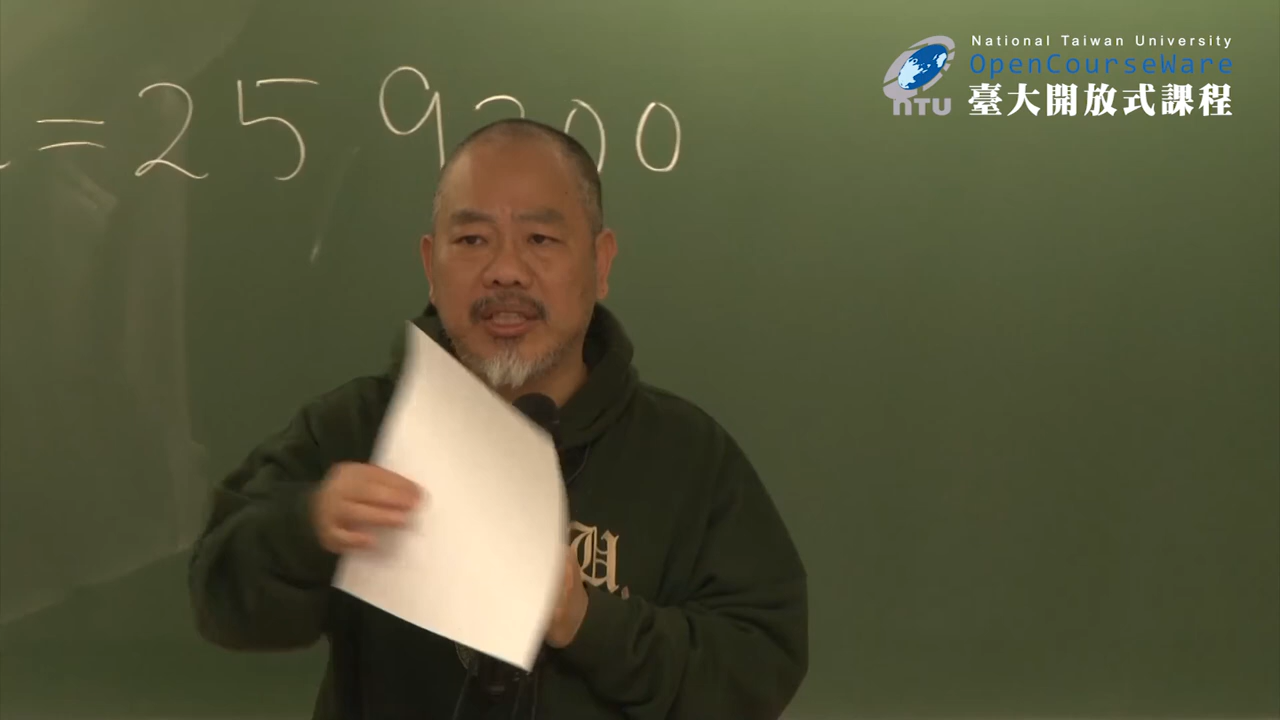 National Taiwan University
OpenCourseWare
NTU
臺大開放式課程
= 25 9200
U.